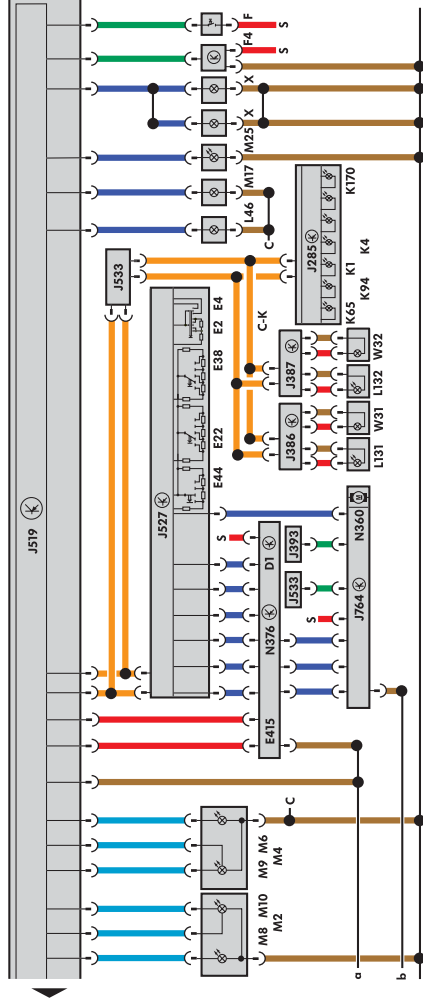 J519
F
S
F4
S
X
X
M25
M17
L46
C
J533
J285
K170
K4
K1
K94
K65
C-K
J527
E4
E2
E38
E22
E44
J387
J386
W32
L132
W31
L131
S
D1
N376
E415
J393
J533
S
N360
J764
M6
M9
M4
C
M10
M8
M2
a
b